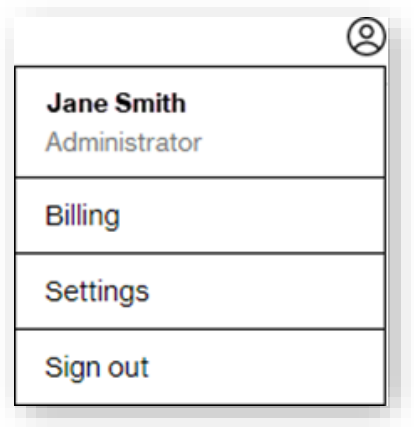 Jane Smith
Administrator
Billing
Settings
Sign out